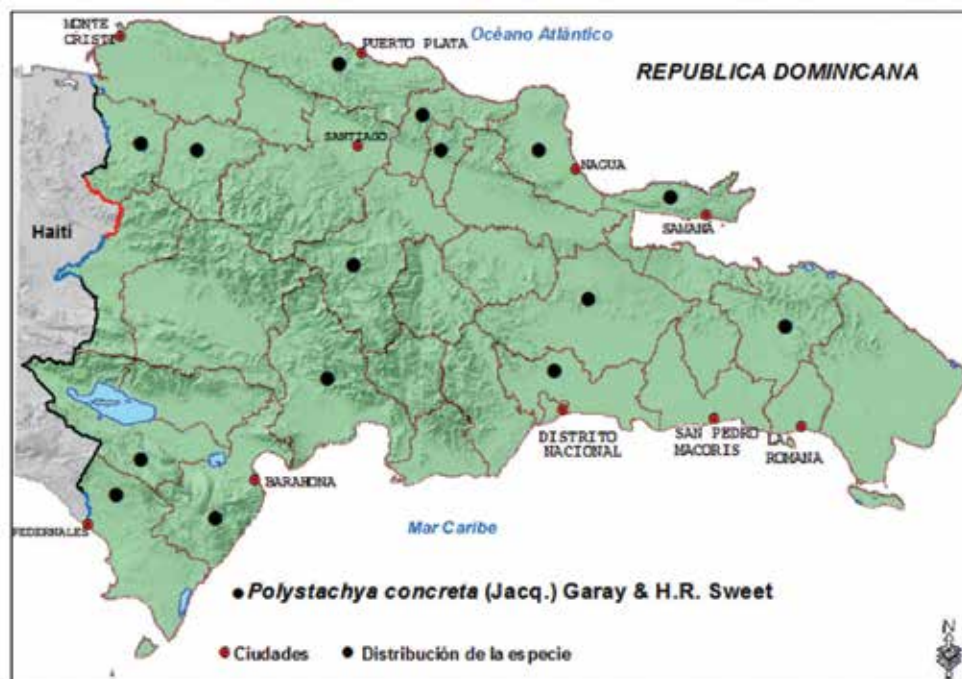 MONTE
CRISTI
PUERTO PLATA
Océano Atlántico
REPUBLICA DOMINICANA
SANTIAGO
NAGUA
SAMANA
Haití
DISTRITO
NACIONAL
SAN PEDRO
MACORIS
LA
ROMANA
BARAHONA
PEDERNALES
Mar Caribe
Polystachya concreta (Jacq.) Garay & H.R. Sweet
Ciudades
Distribución de la especie
N